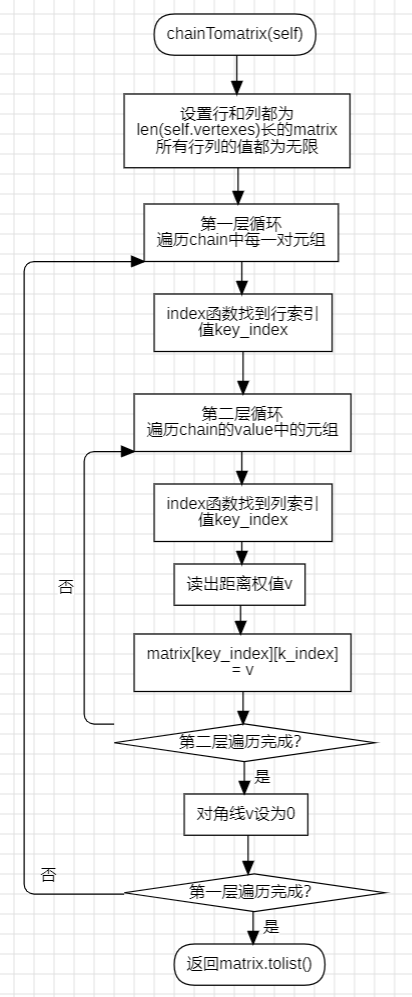 chainTomatrix(self)
设置行和列都为
len(self.vertexes)长的matrix
所有行列的值都为无限
第一层循环
遍历chain中每一对元组
index函数找到行索引
值key_index
第二层循环
遍历chain的value中的元组
index函数找到列索引
值key_index
否
读出距离权值v
matrix[key_index][k_index]
= v
第二层遍历完成?
是
对角线v设为0
否
第一层遍历完成?
是
返回matrix.tolist()